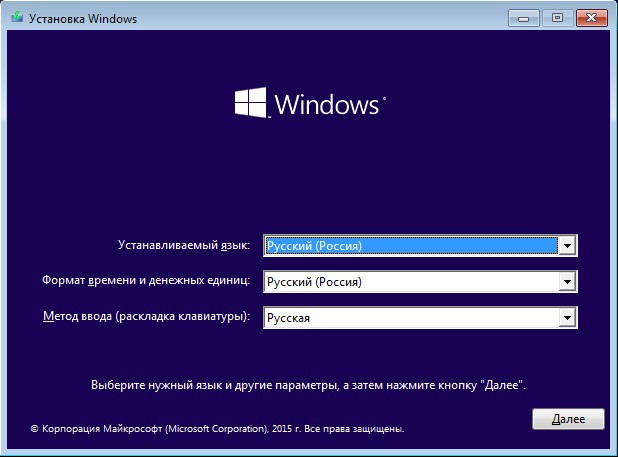 Установка Windows
Windows
Устанавливаемый язык: Русский (Россия)
Формат времени и денежных единиц: Русский (Россия)
Метод ввода (раскладка клавиатуры): Русская
Выберите нужный язык и другие параметры, а затем нажмите кнопку "Далее".
Далее
© Корпорация Майкрософт (Microsoft Corporation), 2015 г. Все права защищены.